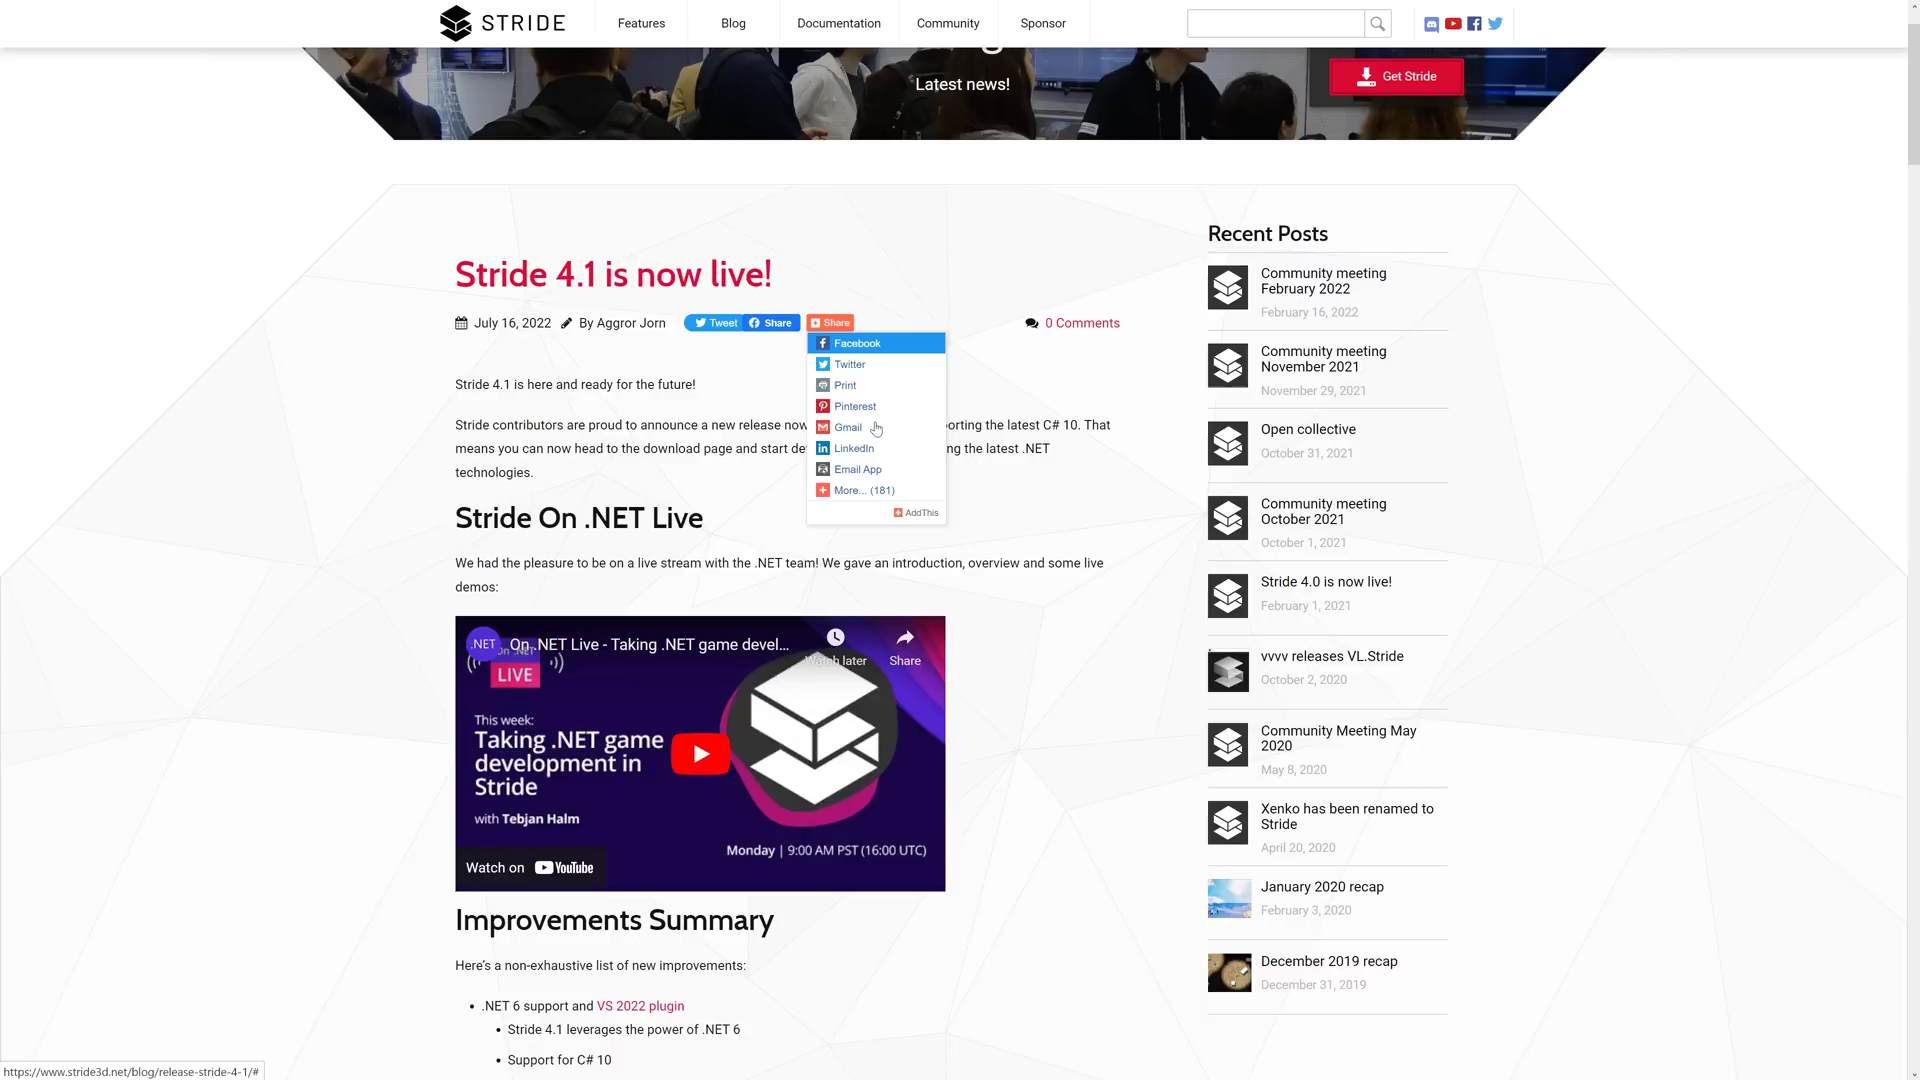 STRIDE
Features
Blog
Documentation
Community
Sponsor
Latest news!
Get Stride
Stride 4.1 is now live!
July 16, 2022 By Aggror Jorn Tweet Share Share
0 Comments
Facebook
Twitter
Print
Pinterest
Gmail
LinkedIn
Email App
More... (181)
AddThis
Stride 4.1 is here and ready for the future!
Stride contributors are proud to announce a new release now orting the latest C# 10. That
means you can now head to the download page and start de ng the latest .NET
technologies.
Stride On .NET Live
We had the pleasure to be on a live stream with the .NET team! We gave an introduction, overview and some live
demos:
.NET On .NET Live - Taking .NET game devel...
Watch later
Share
On .NET
LIVE
This week:
Taking .NET game
development in
Stride
with Tebjan Halm
Monday | 9:00 AM PST (16:00 UTC)
Watch on YouTube
Improvements Summary
Here's a non-exhaustive list of new improvements:
• .NET 6 support and VS 2022 plugin
• Stride 4.1 leverages the power of .NET 6
• Support for C# 10
Recent Posts
Community meeting
February 2022
February 16, 2022
Community meeting
November 2021
November 29, 2021
Open collective
October 31, 2021
Community meeting
October 2021
October 1, 2021
Stride 4.0 is now live!
February 1, 2021
vvvv releases VL.Stride
October 2, 2020
Community Meeting May
2020
May 8, 2020
Xenko has been renamed to
Stride
April 20, 2020
January 2020 recap
February 3, 2020
December 2019 recap
December 31, 2019
https://www.stride3d.net/blog/release-stride-4-1/#